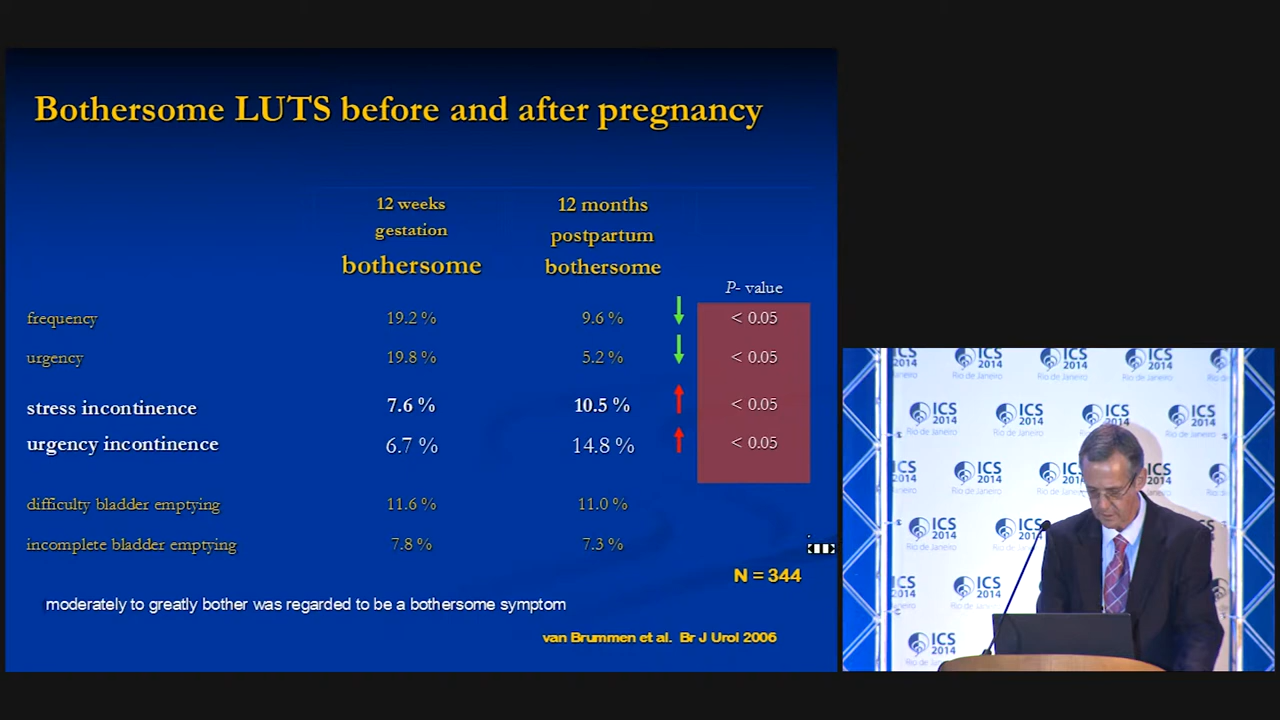 Bothersome LUTS before and after pregnancy
12 weeks
gestation
bothersome
12 months
postpartum
bothersome
P- value
frequency 19.2 % 9.6 % < 0.05
urgency 19.8 % 5.2 % < 0.05
stress incontinence 7.6 % 10.5 % < 0.05
urgency incontinence 6.7 % 14.8 % < 0.05
difficulty bladder emptying 11.6 % 11.0 %
incomplete bladder emptying 7.8 % 7.3 %
N = 344
moderately to greatly bother was regarded to be a bothersome symptom
van Brummen et al. Br J Urol 2006
ICS
2014
Rio de Janeiro